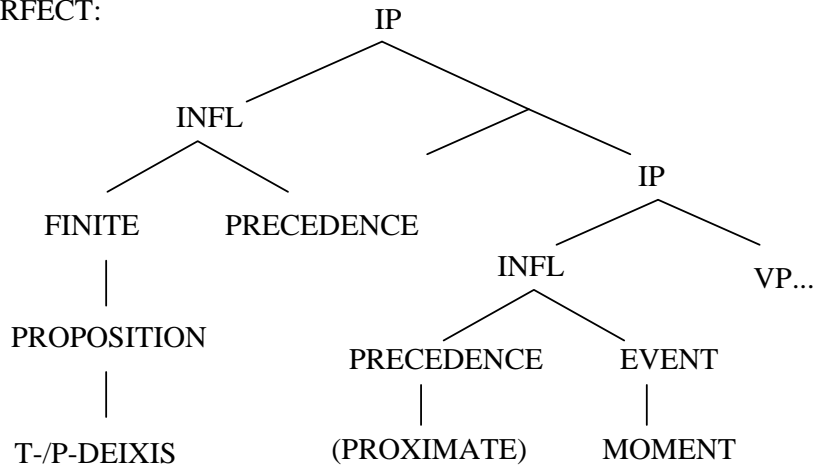 RFECT:
IP
INFL
IP
FINITE PRECEDENCE
INFL
VP...
PROPOSITION
PRECEDENCE EVENT
T-/P-DEIXIS (PROXIMATE) MOMENT